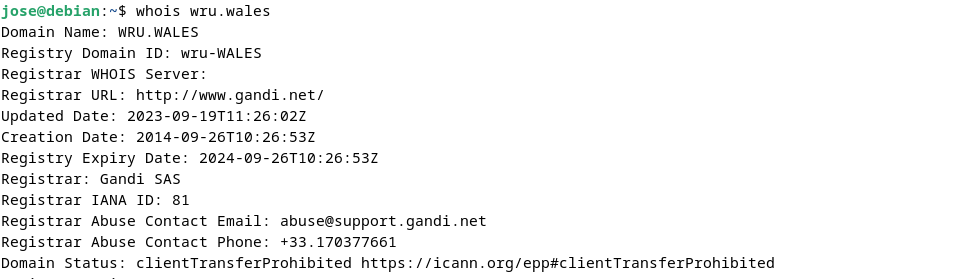 jose@debian:~$ whois wru.wales
Domain Name: WRU.WALES
Registry Domain ID: wru-WALES
Registrar WHOIS Server:
Registrar URL: http://www.gandi.net/
Updated Date: 2023-09-19T11:26:02Z
Creation Date: 2014-09-26T10:26:53Z
Registry Expiry Date: 2024-09-26T10:26:53Z
Registrar: Gandi SAS
Registrar IANA ID: 81
Registrar Abuse Contact Email: abuse@support.gandi.net
Registrar Abuse Contact Phone: +33.170377661
Domain Status: clientTransferProhibited https://icann.org/epp#clientTransferProhibited